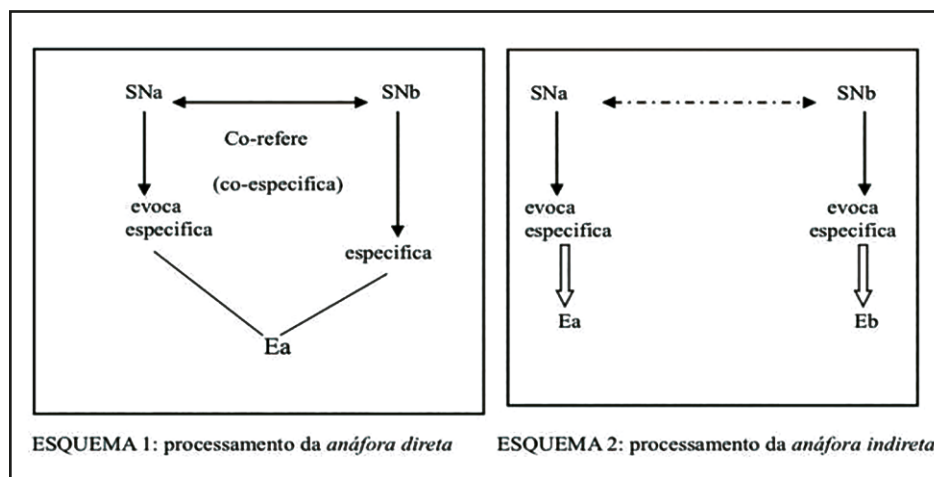 SNa SNb
Co-refere
(co-especifica)
evoca
especifica
especifica
Ea
ESQUEMA 1: processamento da anáfora direta
SNa SNb
evoca evoca
especifica especifica
Ea Eb
ESQUEMA 2: processamento da anáfora indireta